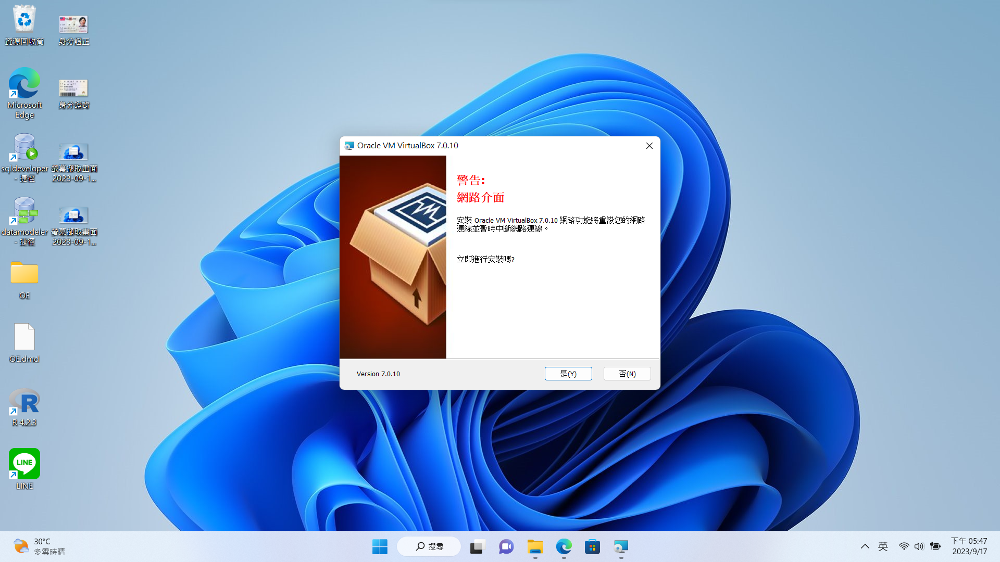 資源回收筒
身分證正
Microsoft
Edge
身分證背
sqldeveloper
- 捷徑
螢幕擷取畫面
2023-09-1...
datamodeler
- 捷徑
螢幕擷取畫面
2023-09-1...
OE
OE.dmd
R 4.2.3
LINE
LINE
Oracle VM VirtualBox 7.0.10
警告:
網路介面
安裝 Oracle VM VirtualBox 7.0.10 網路功能將重設您的網路
連線並暫時中斷網路連線。
立即進行安裝嗎?
Version 7.0.10
是(Y)
否(N)
30°C
多雲時晴
搜尋
英
下午 05:47
2023/9/17